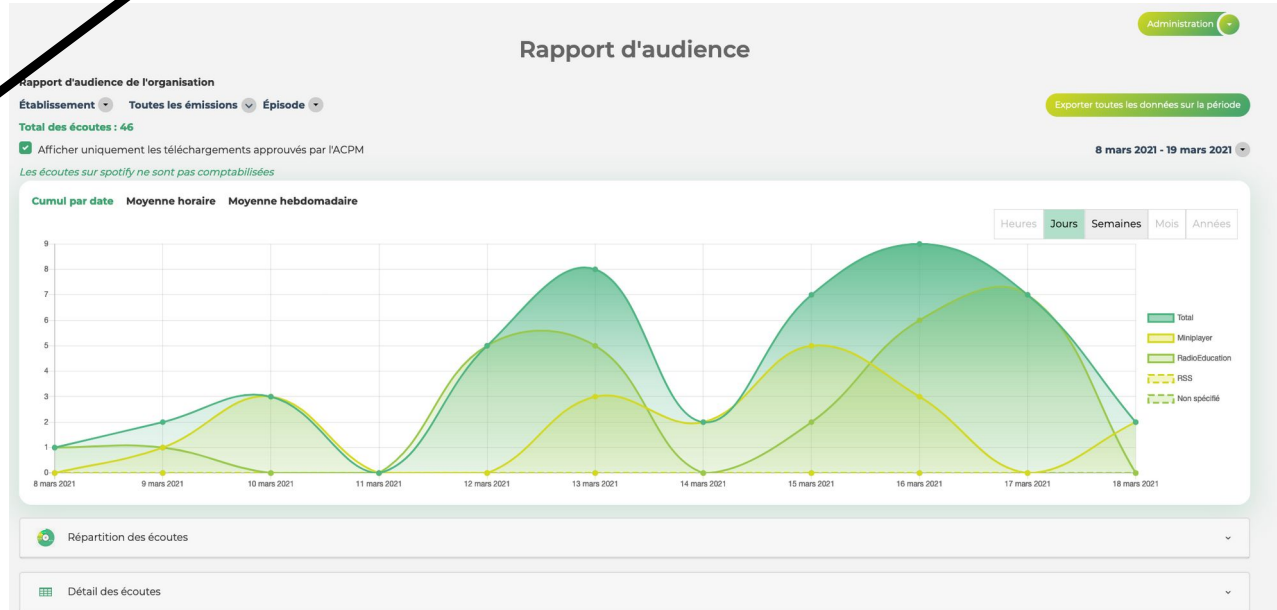 Administration
Rapport d'audience
Rapport d'audience de l'organisation
Établissement Toutes les émissions Épisode
Exporter toutes les données sur la période
Total des écoutes : 46
Afficher uniquement les téléchargements approuvés par l'ACPM
8 mars 2021 - 19 mars 2021
Les écoutes sur spotify ne sont pas comptabilisées
Cumul par date Moyenne horaire Moyenne hebdomadaire
Heures Jours Semaines Mois Années
9
8
7
6
5
4
3
2
1
0
8 mars 2021 9 mars 2021 10 mars 2021 11 mars 2021 12 mars 2021 13 mars 2021 14 mars 2021 15 mars 2021 16 mars 2021 17 mars 2021 18 mars 2021
Total
Miniplayer
RadioEducation
RSS
Non spécifié
Répartition des écoutes
Détail des écoutes